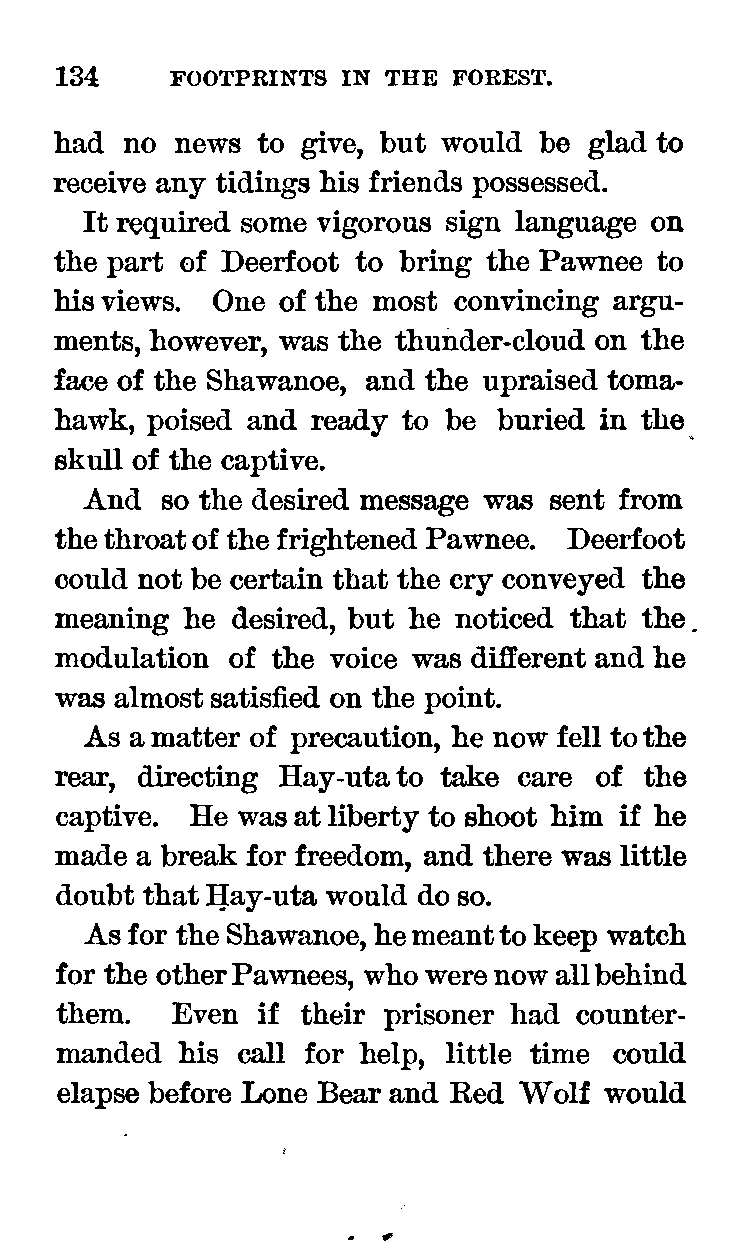 134 FOOTPRINTS IN THE FOREST.
had no news to give, but would be glad to
receive any tidings his friends possessed.
It required some vigorous sign language on
the part of Deerfoot to bring the Pawnee to
his views. One of the most convincing argu-
ments, however, was the thunder-cloud on the
face of the Shawanoe, and the upraised toma-
hawk, poised and ready to be buried in the
skull of the captive.
And so the desired message was sent from
the throat of the frightened Pawnee. Deerfoot
could not be certain that the cry conveyed the
meaning he desired, but he noticed that the
modulation of the voice was different and he
was almost satisfied on the point.
As a matter of precaution, he now fell to the
rear, directing Hay-uta to take care of the
captive. He was at liberty to shoot him if he
made a break for freedom, and there was little
doubt that Hay-uta would do so.
As for the Shawanoe, he meant to keep watch
for the other Pawnees, who were now all behind
them. Even if their prisoner had counter-
manded his call for help, little time could
elapse before Lone Bear and Red Wolf would